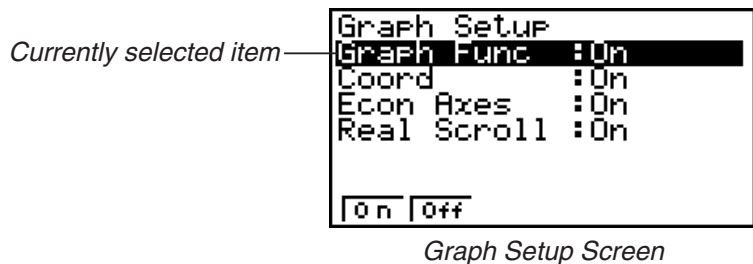 Graph Setup
Currently selected item
Graph Func :On
Coord :On
Econ Axes :On
Real Scroll :On
On Off
Graph Setup Screen